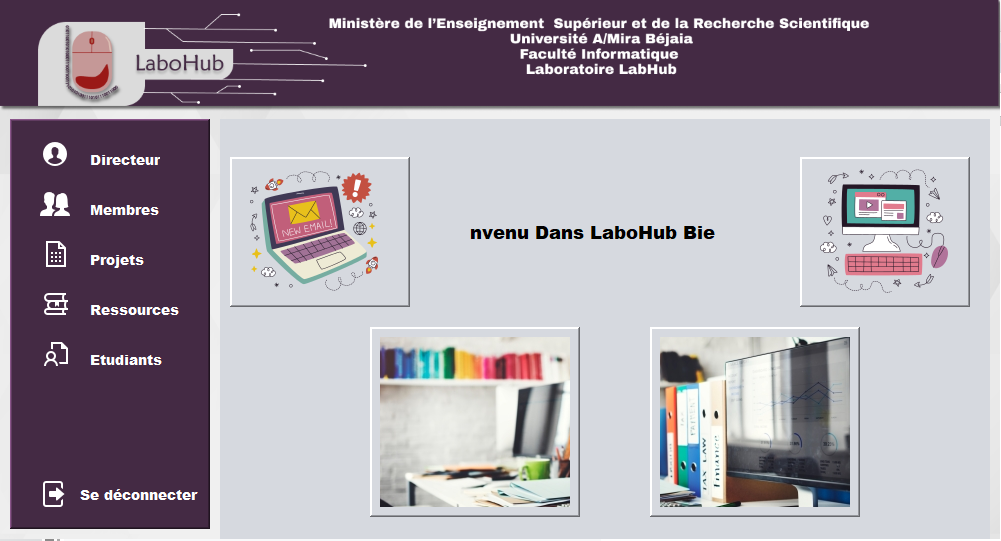 Ministère de l'Enseignement Supérieur et de la Recherche Scientifique
Université A/Mira Béjaia
Faculté Informatique
Laboratoire LabHub
LaboHub
Directeur
Membres
Projets
Ressources
Etudiants
Se déconnecter
NEW EMAIL!
nvenu Dans LaboHub Bie
TAX LAW
Finance